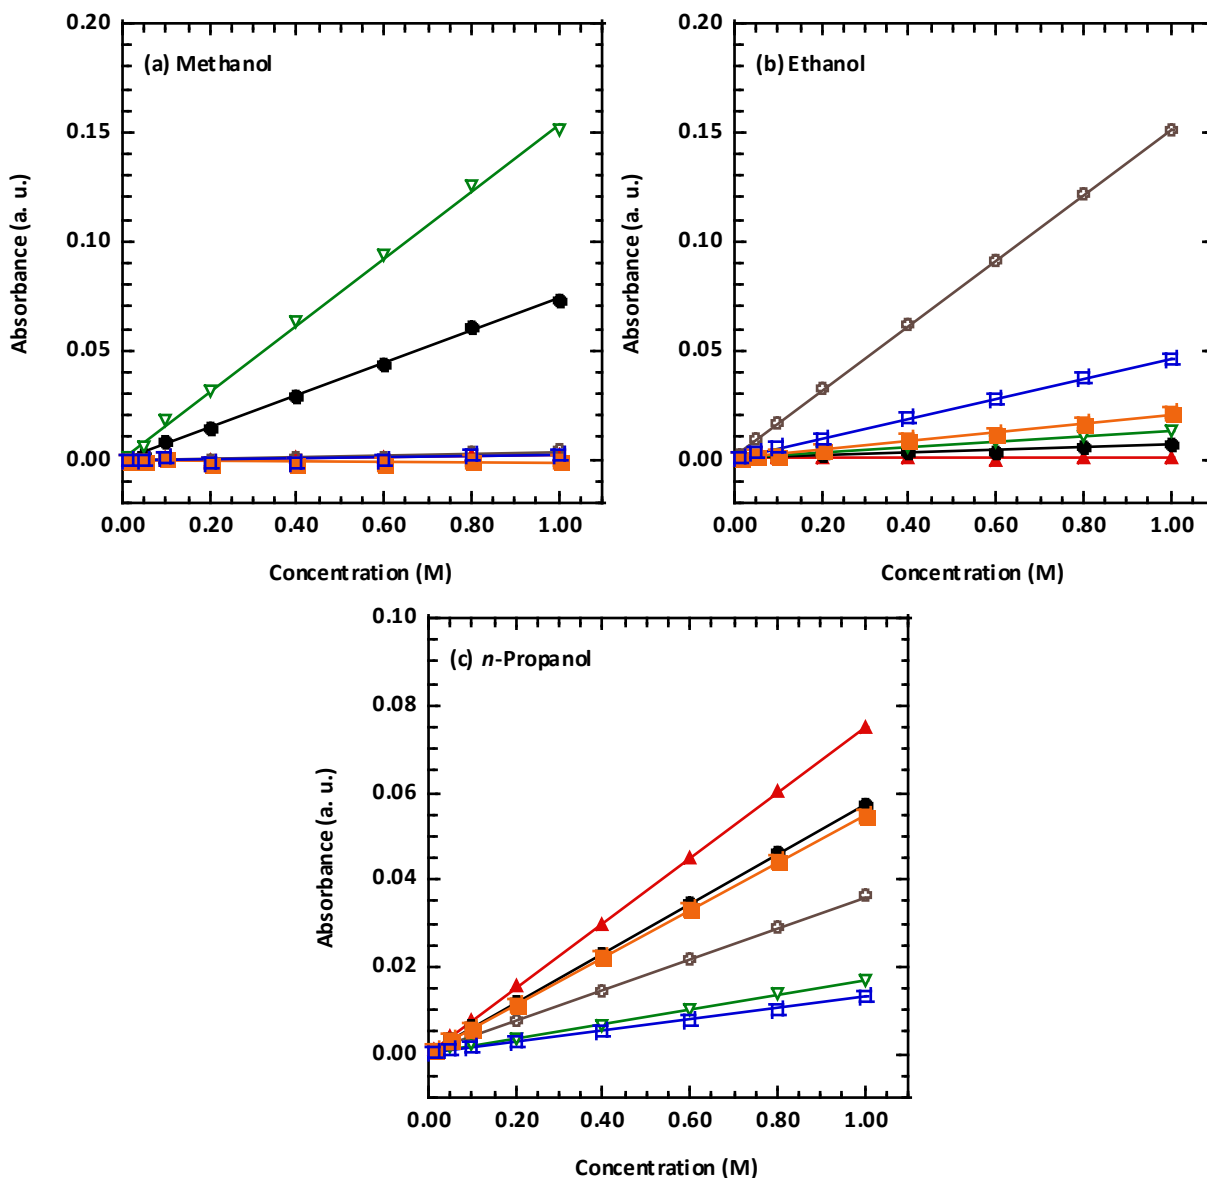 (a) Methanol
0.20
0.15
0.10
0.05
0.00
Absorbance (a. u.)
0.00 0.20 0.40 0.60 0.80 1.00
Concentration (M)
(b) Ethanol
0.20
0.15
0.10
0.05
0.00
Absorbance (a. u.)
0.00 0.20 0.40 0.60 0.80 1.00
Concentration (M)
(c) n-Propanol
0.10
0.08
0.06
0.04
0.02
0.00
Absorbance (a. u.)
0.00 0.20 0.40 0.60 0.80 1.00
Concentration (M)